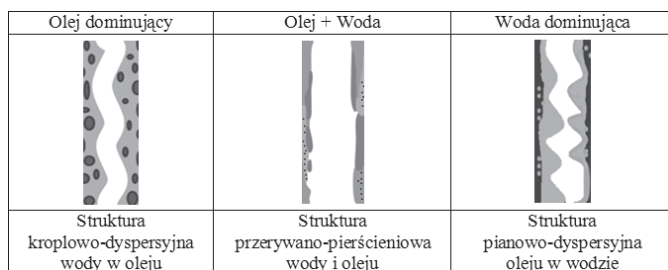 Olej dominujący
Olej + Woda
Woda dominująca
Struktura
kroplowo-dyspersyjna
wody w oleju
Struktura
przerywano-pierścieniowa
wody i oleju
Struktura
pianowo-dyspersyjna
oleju w wodzie